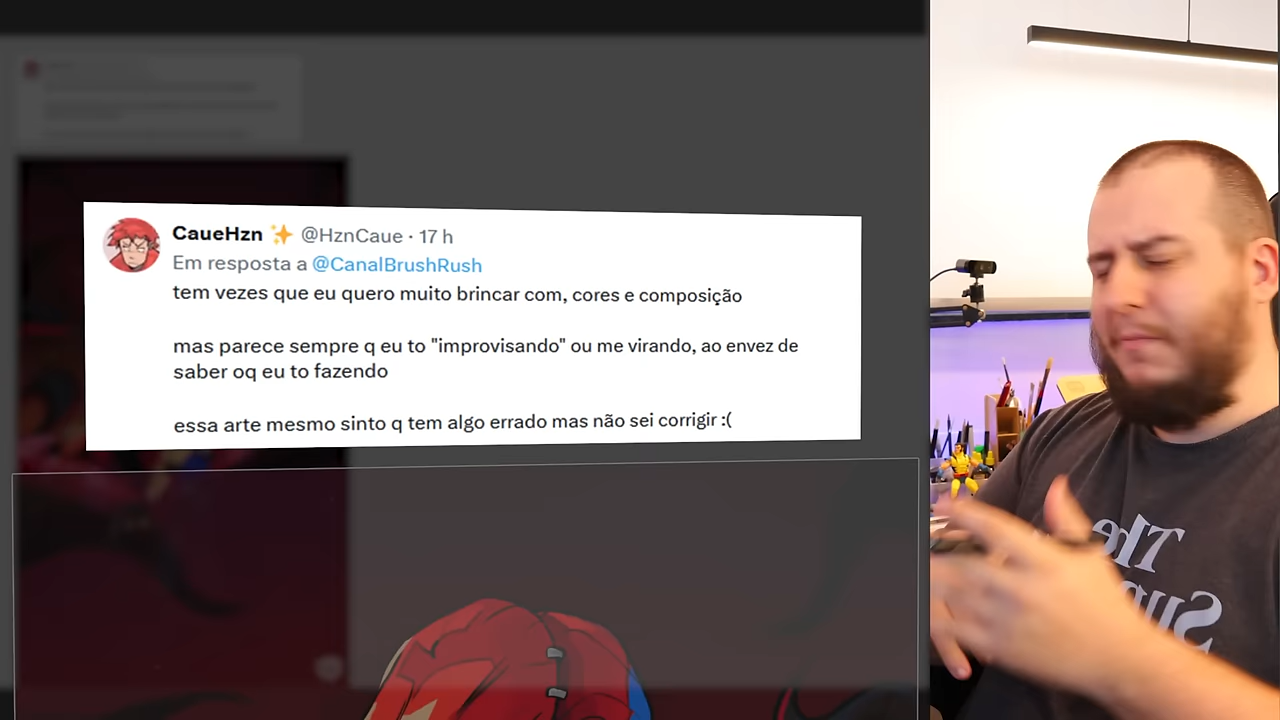 CaueHzn ✨ @HznCaue · 17 h
Em resposta a @CanalBrushRush
tem vezes que eu quero muito brincar com, cores e composição
mas parece sempre q eu to "improvisando" ou me virando, ao envez de
saber oq eu to fazendo
essa arte mesmo sinto q tem algo errado mas não sei corrigir :(
The